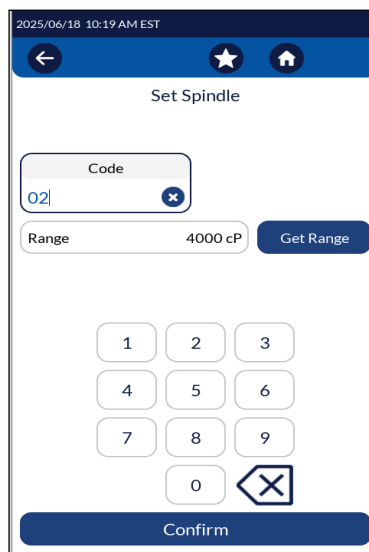 2025/06/18 10:19 AM EST
Set Spindle
Code
02
Range 4000 cP Get Range
1 2 3
4 5 6
7 8 9
0
Confirm